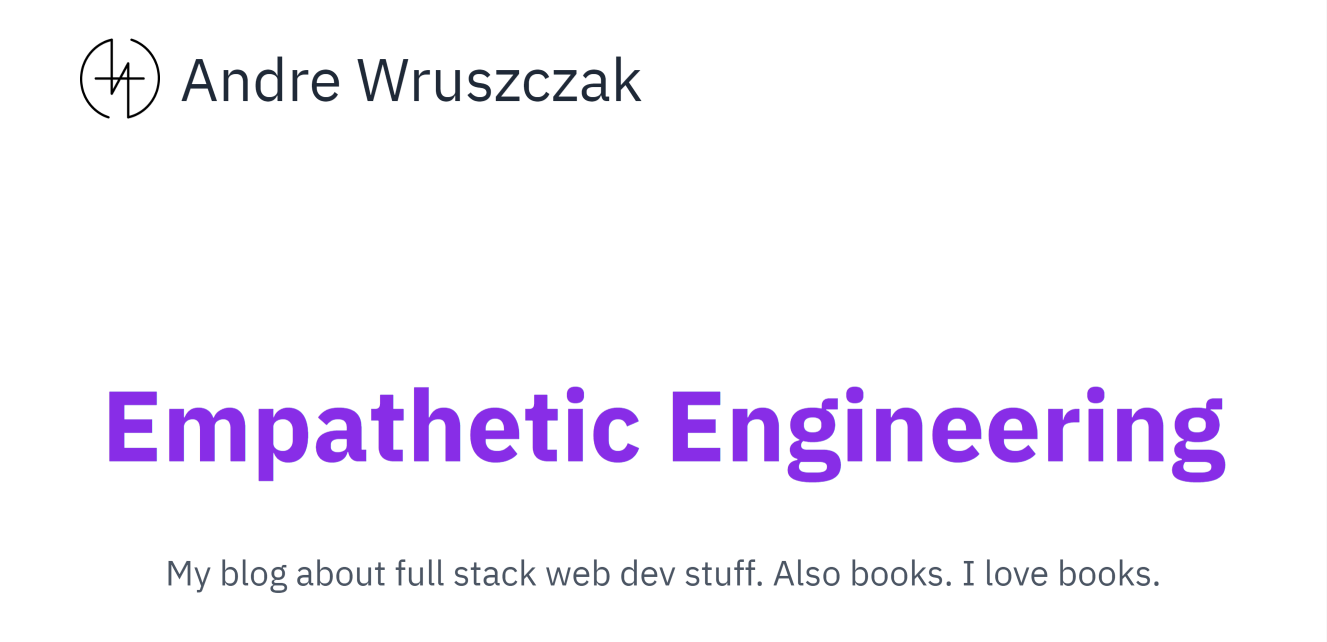 Andre Wruszczak
Empathetic Engineering
My blog about full stack web dev stuff. Also books. I love books.